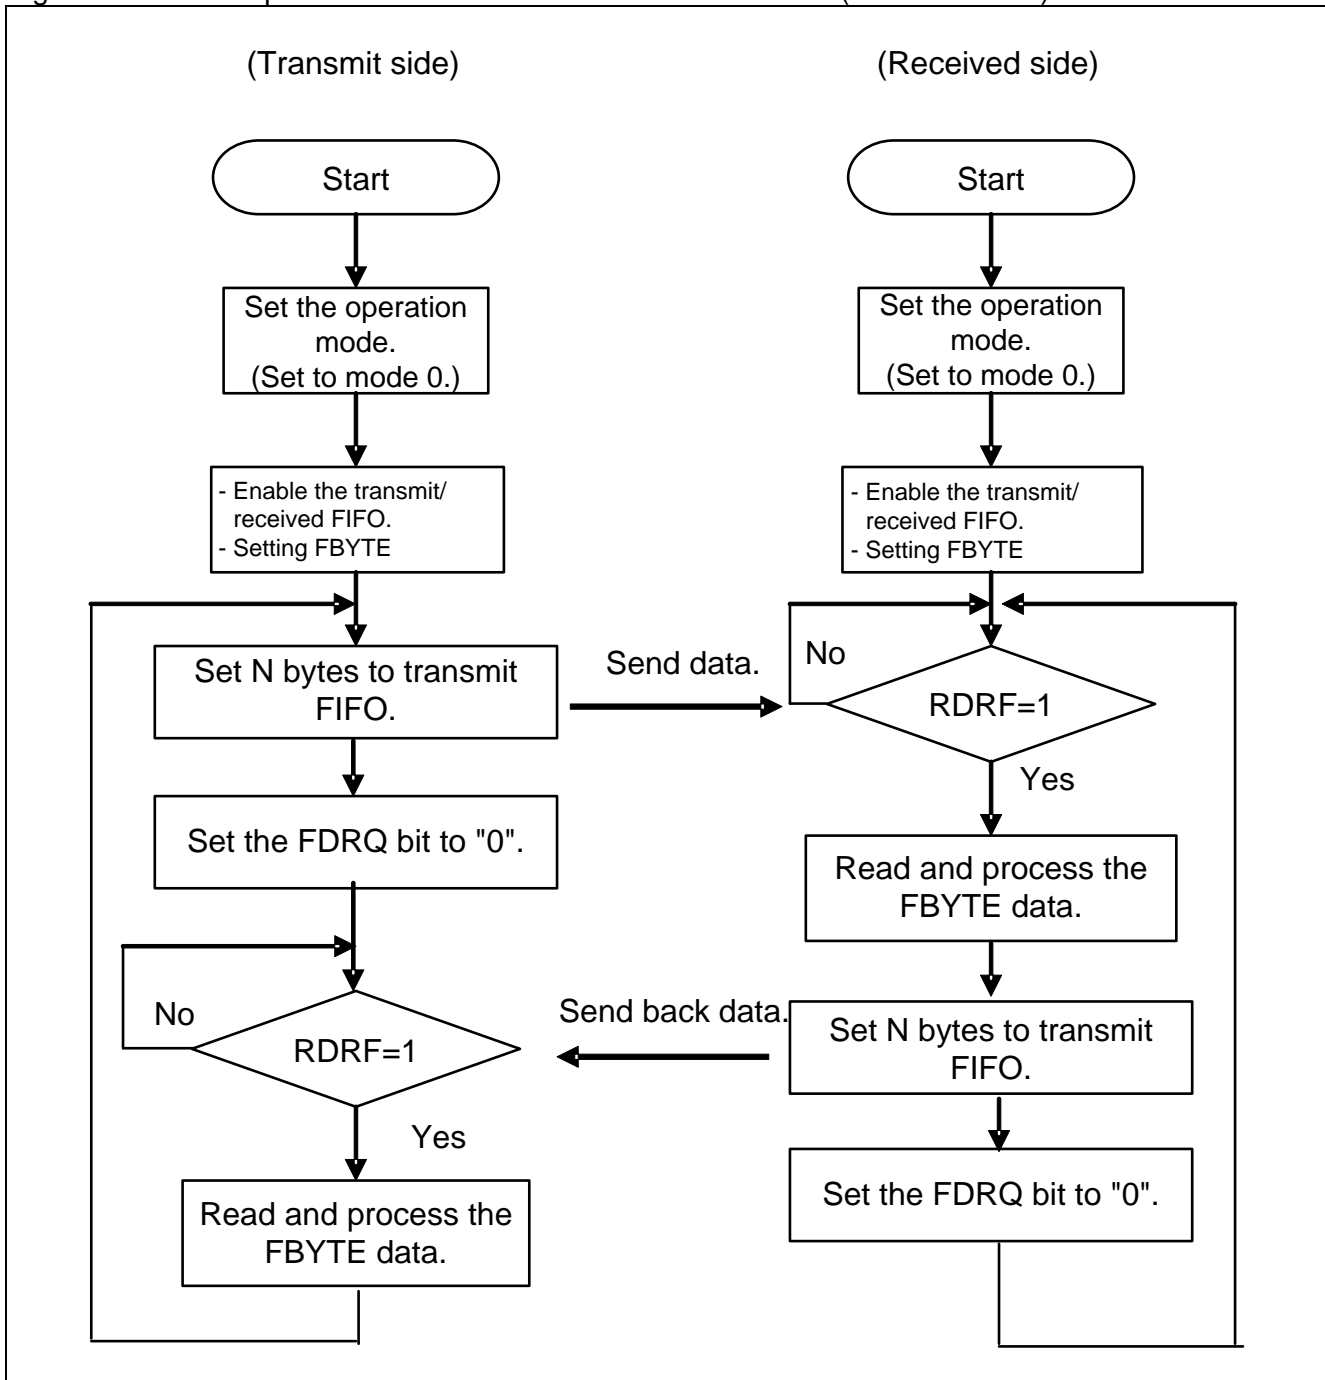 (Transmit side)
(Received side)
Start
Set the operation
mode.
(Set to mode 0.)
- Enable the transmit/
received FIFO.
- Setting FBYTE
Set N bytes to transmit
FIFO.
Send data.
Set the FDRQ bit to "0".
No
RDRF=1
Yes
Read and process the
FBYTE data.
Start
Set the operation
mode.
(Set to mode 0.)
- Enable the transmit/
received FIFO.
- Setting FBYTE
No
RDRF=1
Yes
Read and process the
FBYTE data.
Send back data.
Set N bytes to transmit
FIFO.
Set the FDRQ bit to "0".